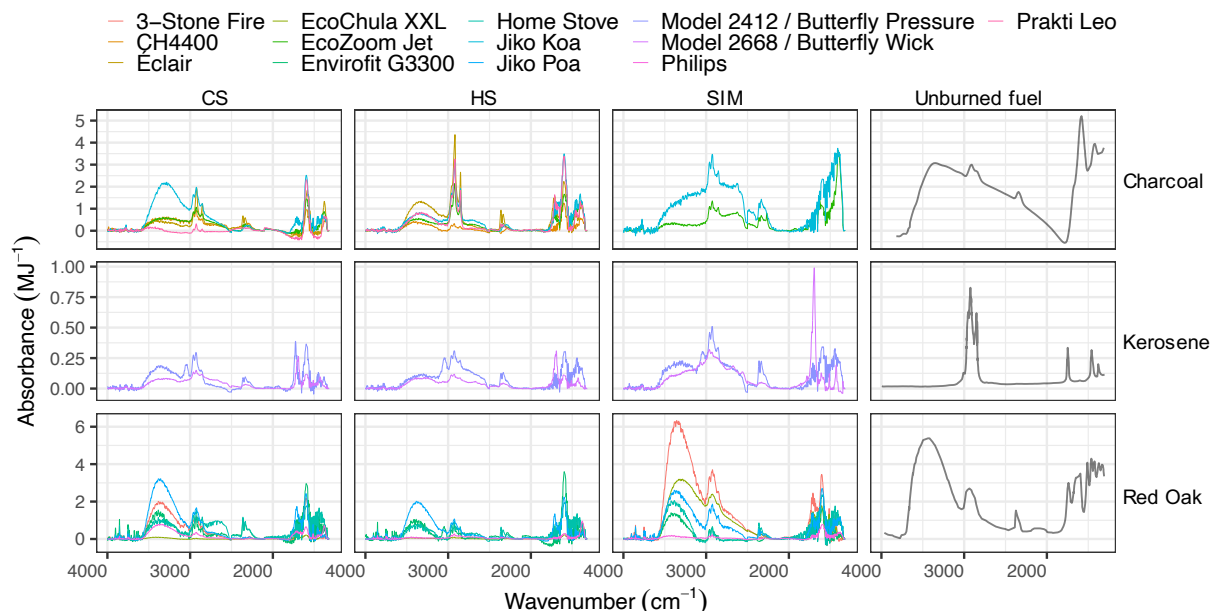 3−Stone Fire EcoChula XXL Home Stove Model 2412 / Butterfly Pressure Prakti Leo
CH4400 EcoZoom Jet Jiko Koa Model 2668 / Butterfly Wick
Éclair Envirofit G3300 Jiko Poa Philips
CS HS SIM Unburned fuel
5
4
3
2
1
0
Charcoal
1.00
0.75
0.50
0.25
0.00
Kerosene
6
4
2
0
Red Oak
Absorbance (MJ⁻¹)
4000 3000 2000 4000 3000 2000 4000 3000 2000 4000 3000 2000
Wavenumber (cm⁻¹)